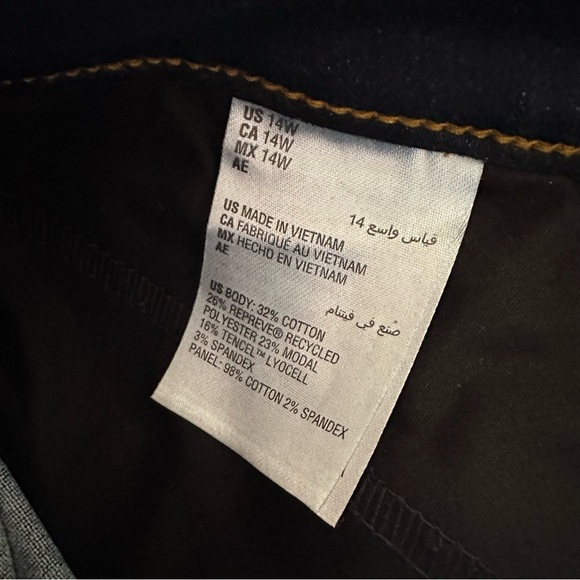 US 14W
CA 14W
MX 14W
AE
قياس واسع 14
US MADE IN VIETNAM
CA FABRIQUÉ AU VIETNAM
MX HECHO EN VIETNAM
AE
صُنع في فيتنام
US BODY: 32% COTTON
26% REPREVE® RECYCLED
POLYESTER 23% MODAL
16% TENCEL™ LYOCELL
3% SPANDEX
PANEL: 98% COTTON 2% SPANDEX